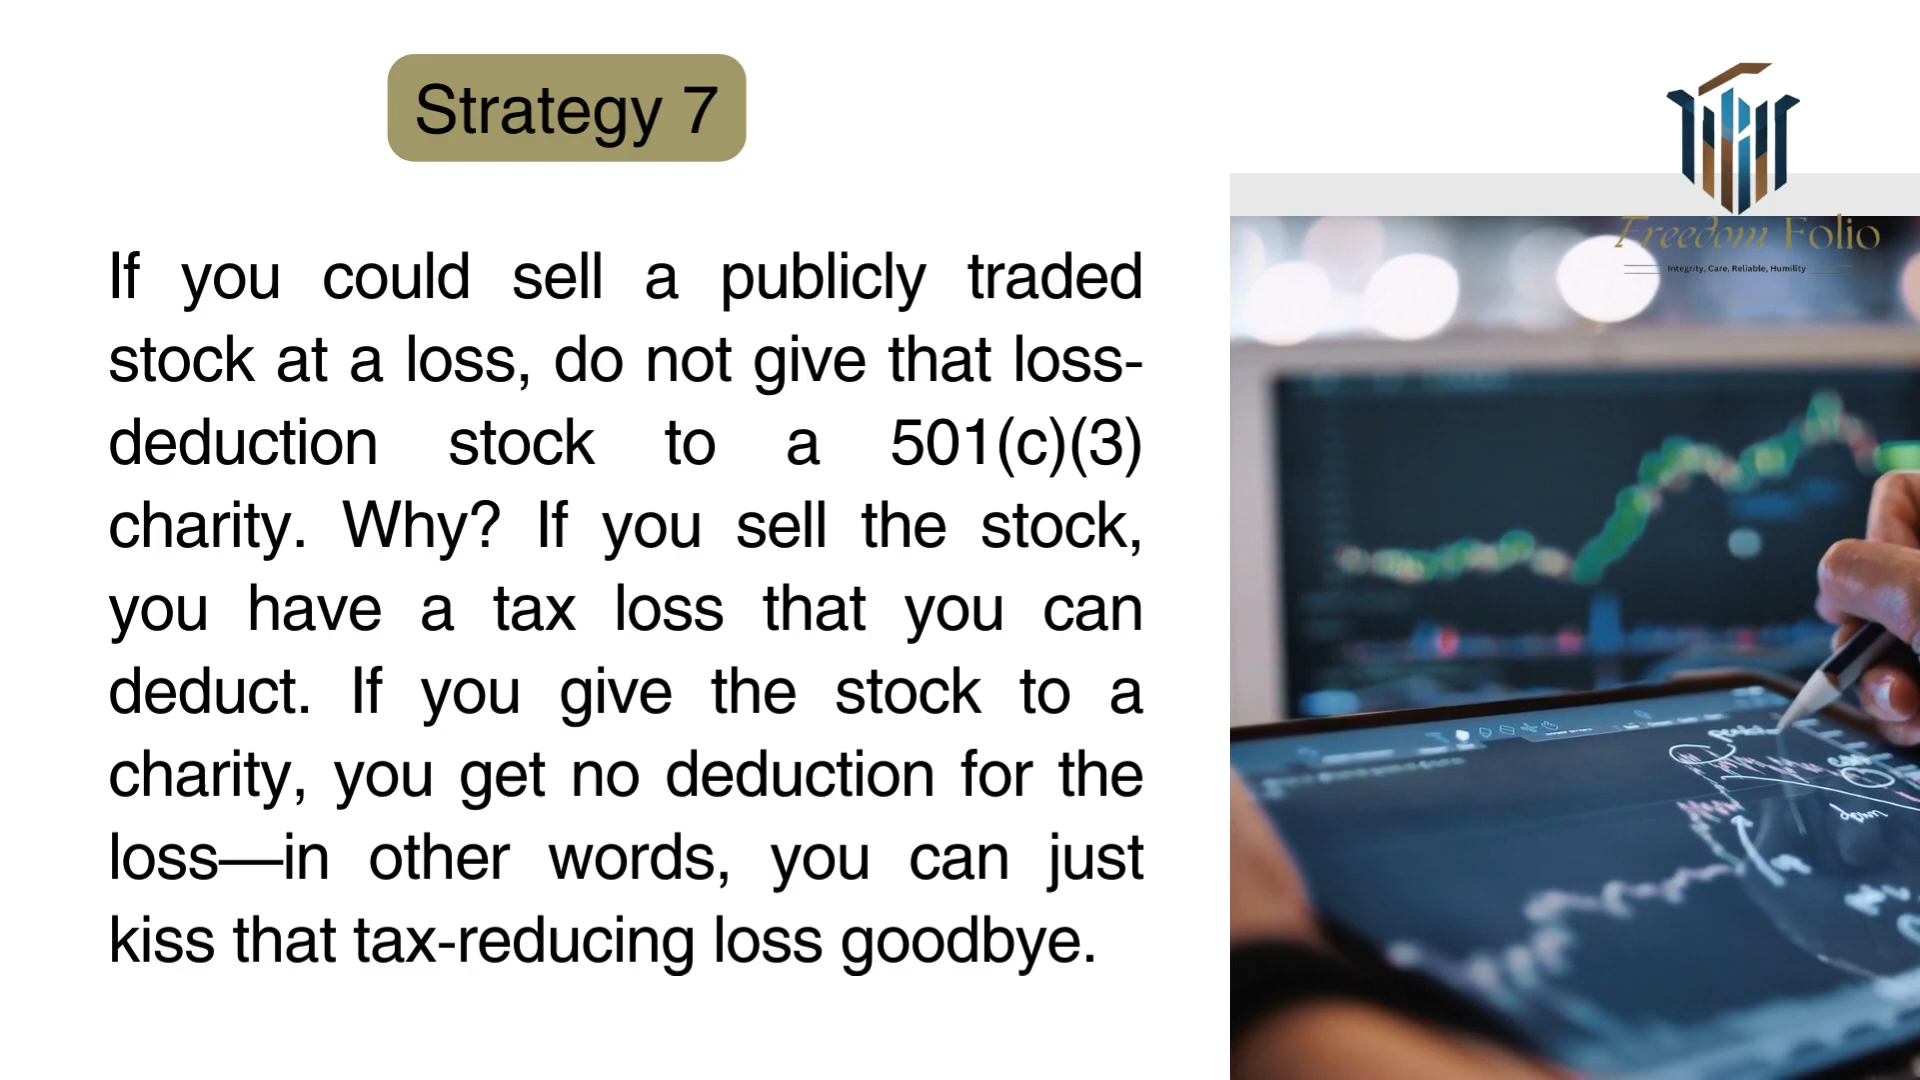 Strategy 7
If you could sell a publicly traded
stock at a loss, do not give that loss-
deduction stock to a 501(c)(3)
charity. Why? If you sell the stock,
you have a tax loss that you can
deduct. If you give the stock to a
charity, you get no deduction for the
loss—in other words, you can just
kiss that tax-reducing loss goodbye.
Freedom Folio
Integrity, Care, Reliable, Humility
down